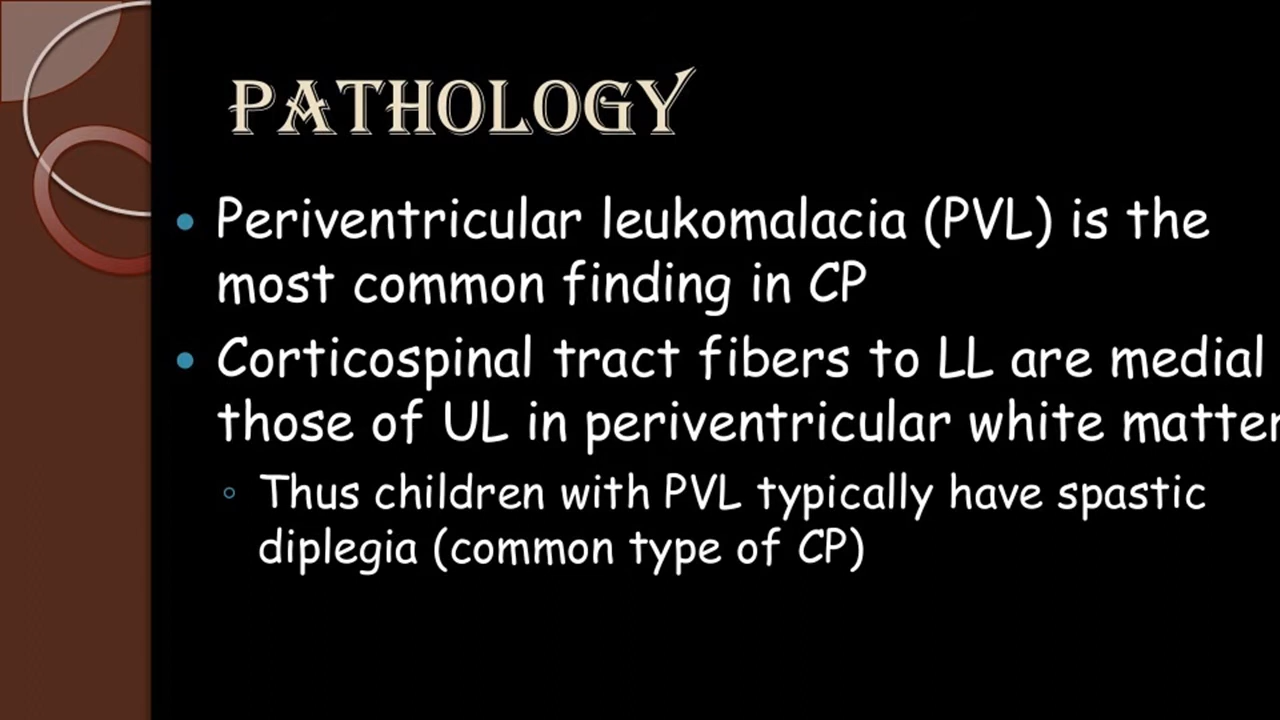 PATHOLOGY
Periventricular leukomalacia (PVL) is the
most common finding in CP
Corticospinal tract fibers to LL are medial
those of UL in periventricular white matter
Thus children with PVL typically have spastic
diplegia (common type of CP)